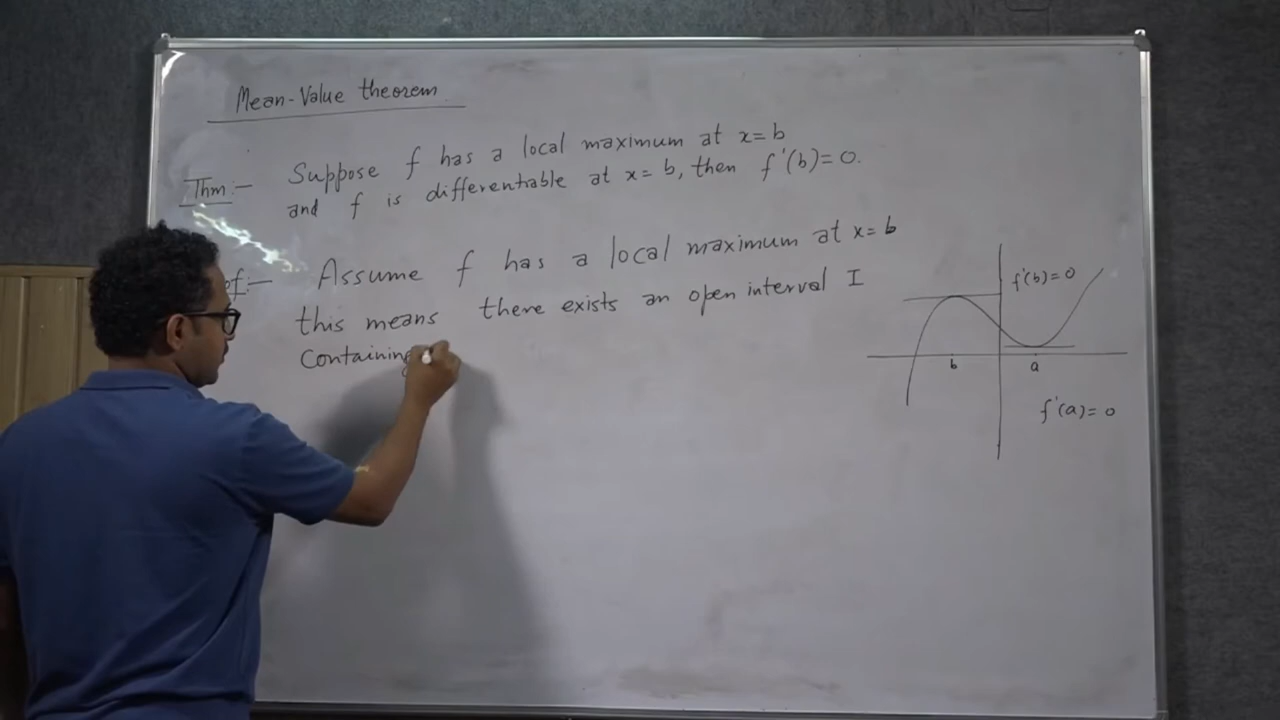 Mean-Value theorem
Thm:- Suppose f has a local maximum at x=b
and f is differentiable at x=b, then f'(b)=0.
of:- Assume f has a local maximum at x=b
this means there exists an open interval I
Containing
f'(b)=0
b
a
f'(a)=0